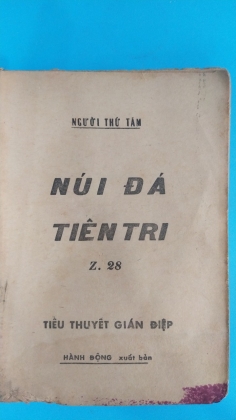 NGƯỜI THỨ TÁM
NÚI ĐÁ
TIÊN TRI
Z. 28
TIỂU THUYẾT GIÁN ĐIỆP
HÀNH ĐỘNG xuất bản